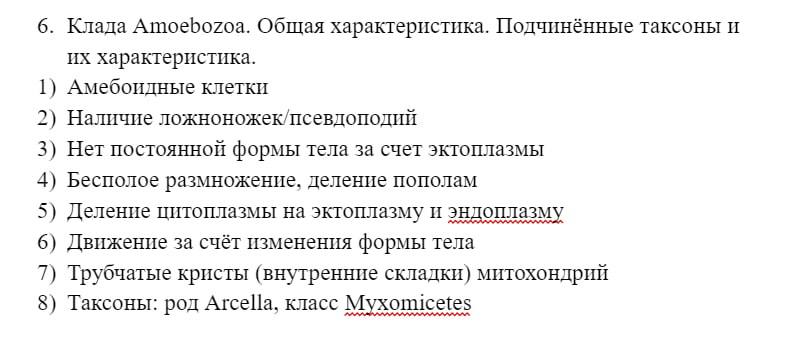 6. Клада Amoebozoa. Общая характеристика. Подчинённые таксоны и
их характеристика.
1) Амебоидные клетки
2) Наличие ложноножек/псевдоподий
3) Нет постоянной формы тела за счет эктоплазмы
4) Бесполое размножение, деление пополам
5) Деление цитоплазмы на эктоплазму и эндоплазму
6) Движение за счёт изменения формы тела
7) Трубчатые кристы (внутренние складки) митохондрий
8) Таксоны: род Arcella, класс Myxomicetes